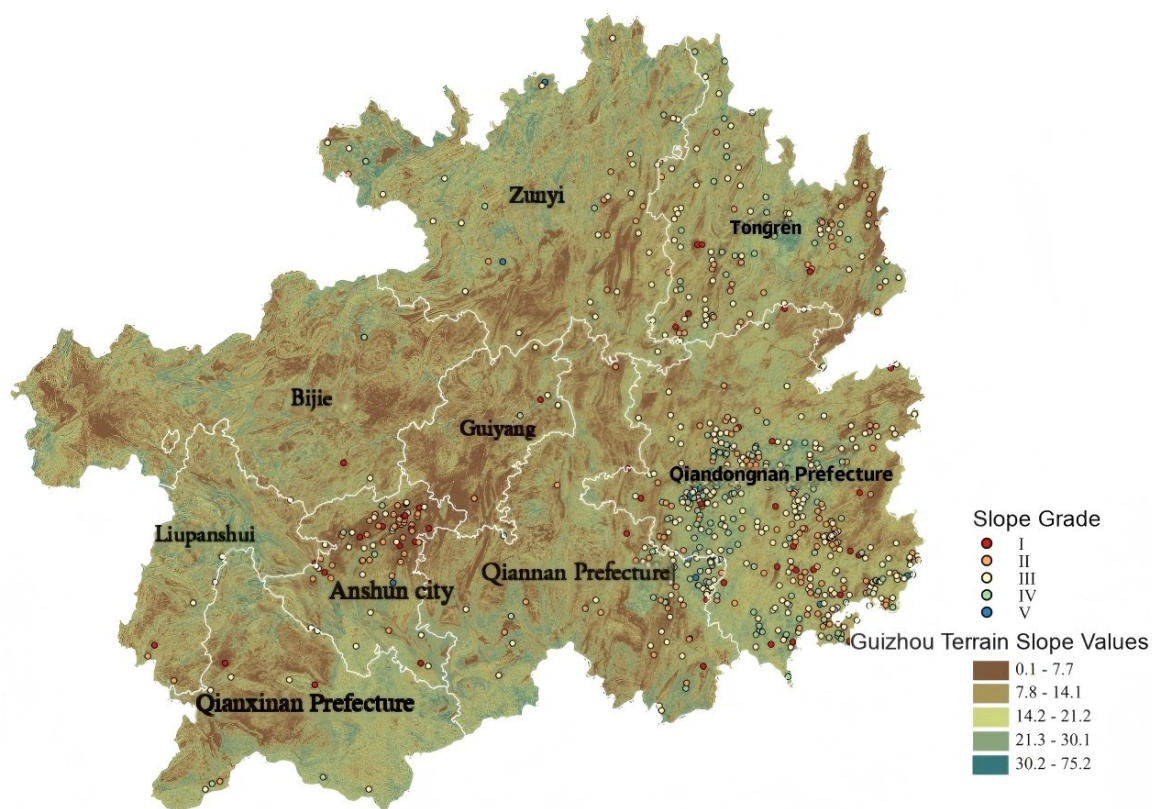 Zunyi
Tongren
Bijie
Guiyang
Qiandongnan Prefecture
Liupanshui
Anshun city
Qiannan Prefecture
Qianxinan Prefecture
Slope Grade
I
II
III
IV
V
Guizhou Terrain Slope Values
0.1 - 7.7
7.8 - 14.1
14.2 - 21.2
21.3 - 30.1
30.2 - 75.2